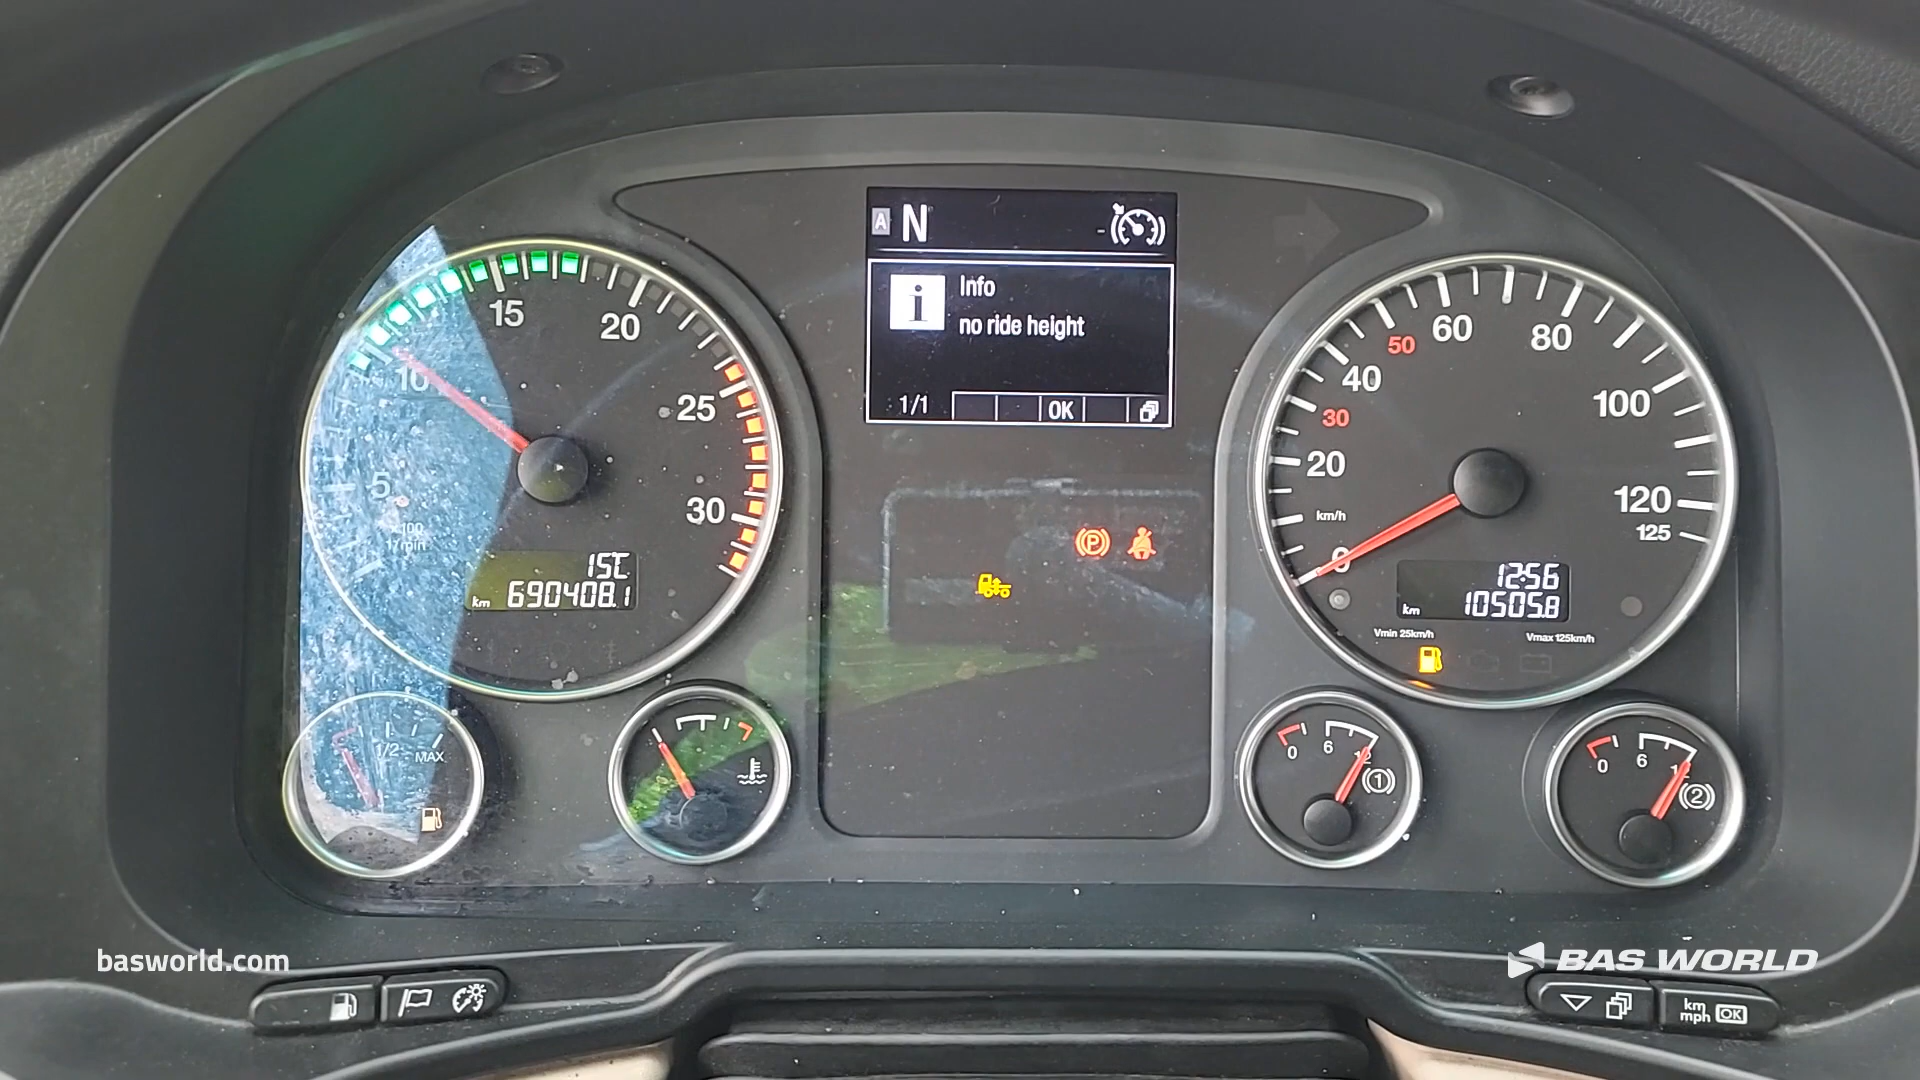 A N
Info
no ride height
1/1 OK
5 10 15 20 25 30
x100
1/min
15°C
km 690408.1
20 30 40 50 60 80 100 120 125
km/h
0
12:56
km 10505.8
Vmin 25km/h Vmax 125km/h
P
1/2 MAX
0 6 12 (1)
0 6 (2)
basworld.com
BAS WORLD
km
mph OK